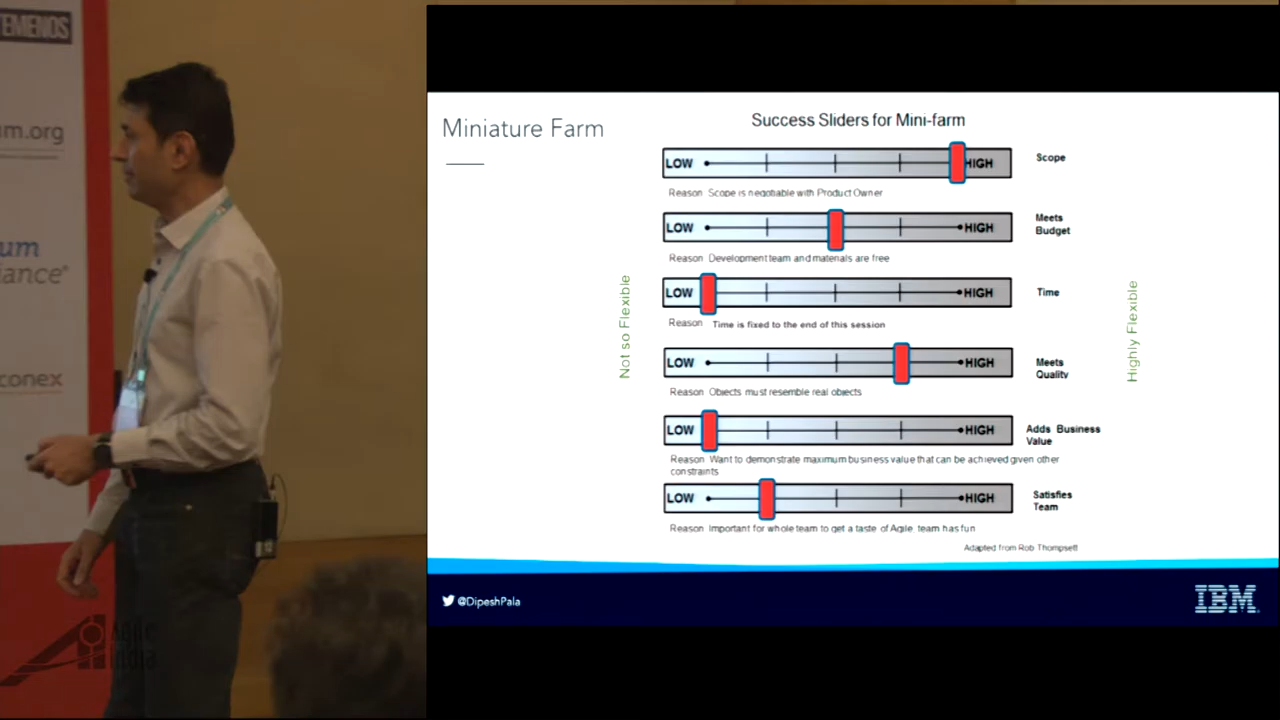 TEMENOS
um.org
um
iance®
conex
Agile
India
Miniature Farm
Success Sliders for Mini-farm
LOW HIGH Scope
Reason Scope is negotiable with Product Owner
LOW HIGH Meets
Budget
Reason Development team and materials are free
LOW HIGH Time
Reason Time is fixed to the end of this session
LOW HIGH Meets
Quality
Reason Objects must resemble real objects
LOW HIGH Adds Business
Value
Reason Want to demonstrate maximum business value that can be achieved given other
constraints
LOW HIGH Satisfies
Team
Reason Important for whole team to get a taste of Agile, team has fun
Not so Flexible
Highly Flexible
Adapted from Rob Thompsett
@DipeshPala
IBM